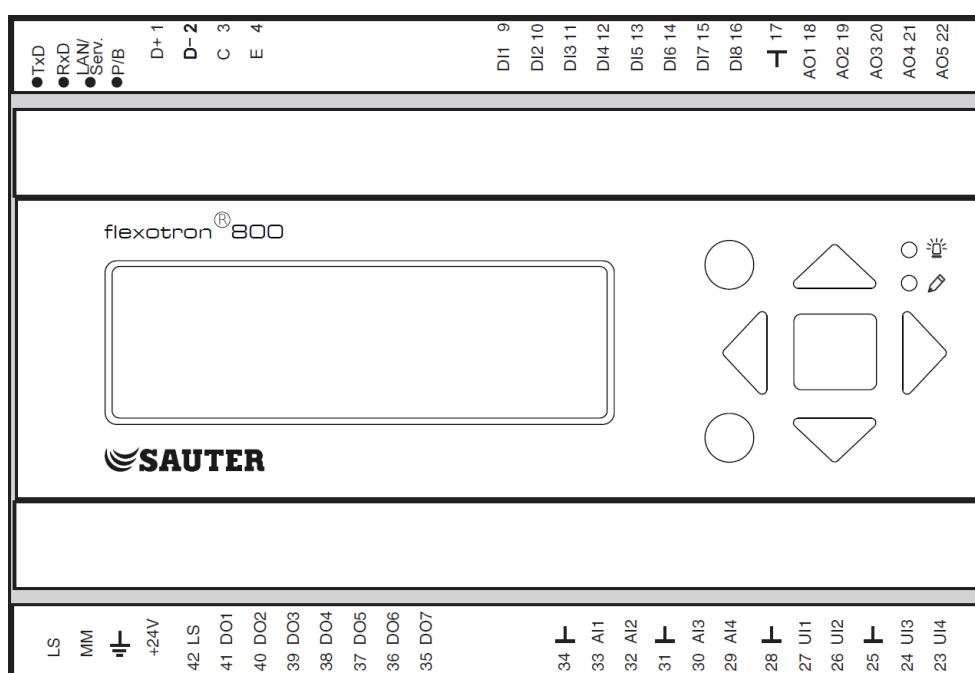 TxD
RxD
LAN/
Serv.
P/B
D+ 1
D− 2
C 3
E 4
DI1 9
DI2 10
DI3 11
DI4 12
DI5 13
DI6 14
DI7 15
DI8 16
17
AO1 18
AO2 19
AO3 20
AO4 21
AO5 22
flexotron®800
SAUTER
LS
MM
+24V
42 LS
41 DO1
40 DO2
39 DO3
38 DO4
37 DO5
36 DO6
35 DO7
34
33 AI1
32 AI2
31
30 AI3
29 AI4
28
27 UI1
26 UI2
25
24 UI3
23 UI4